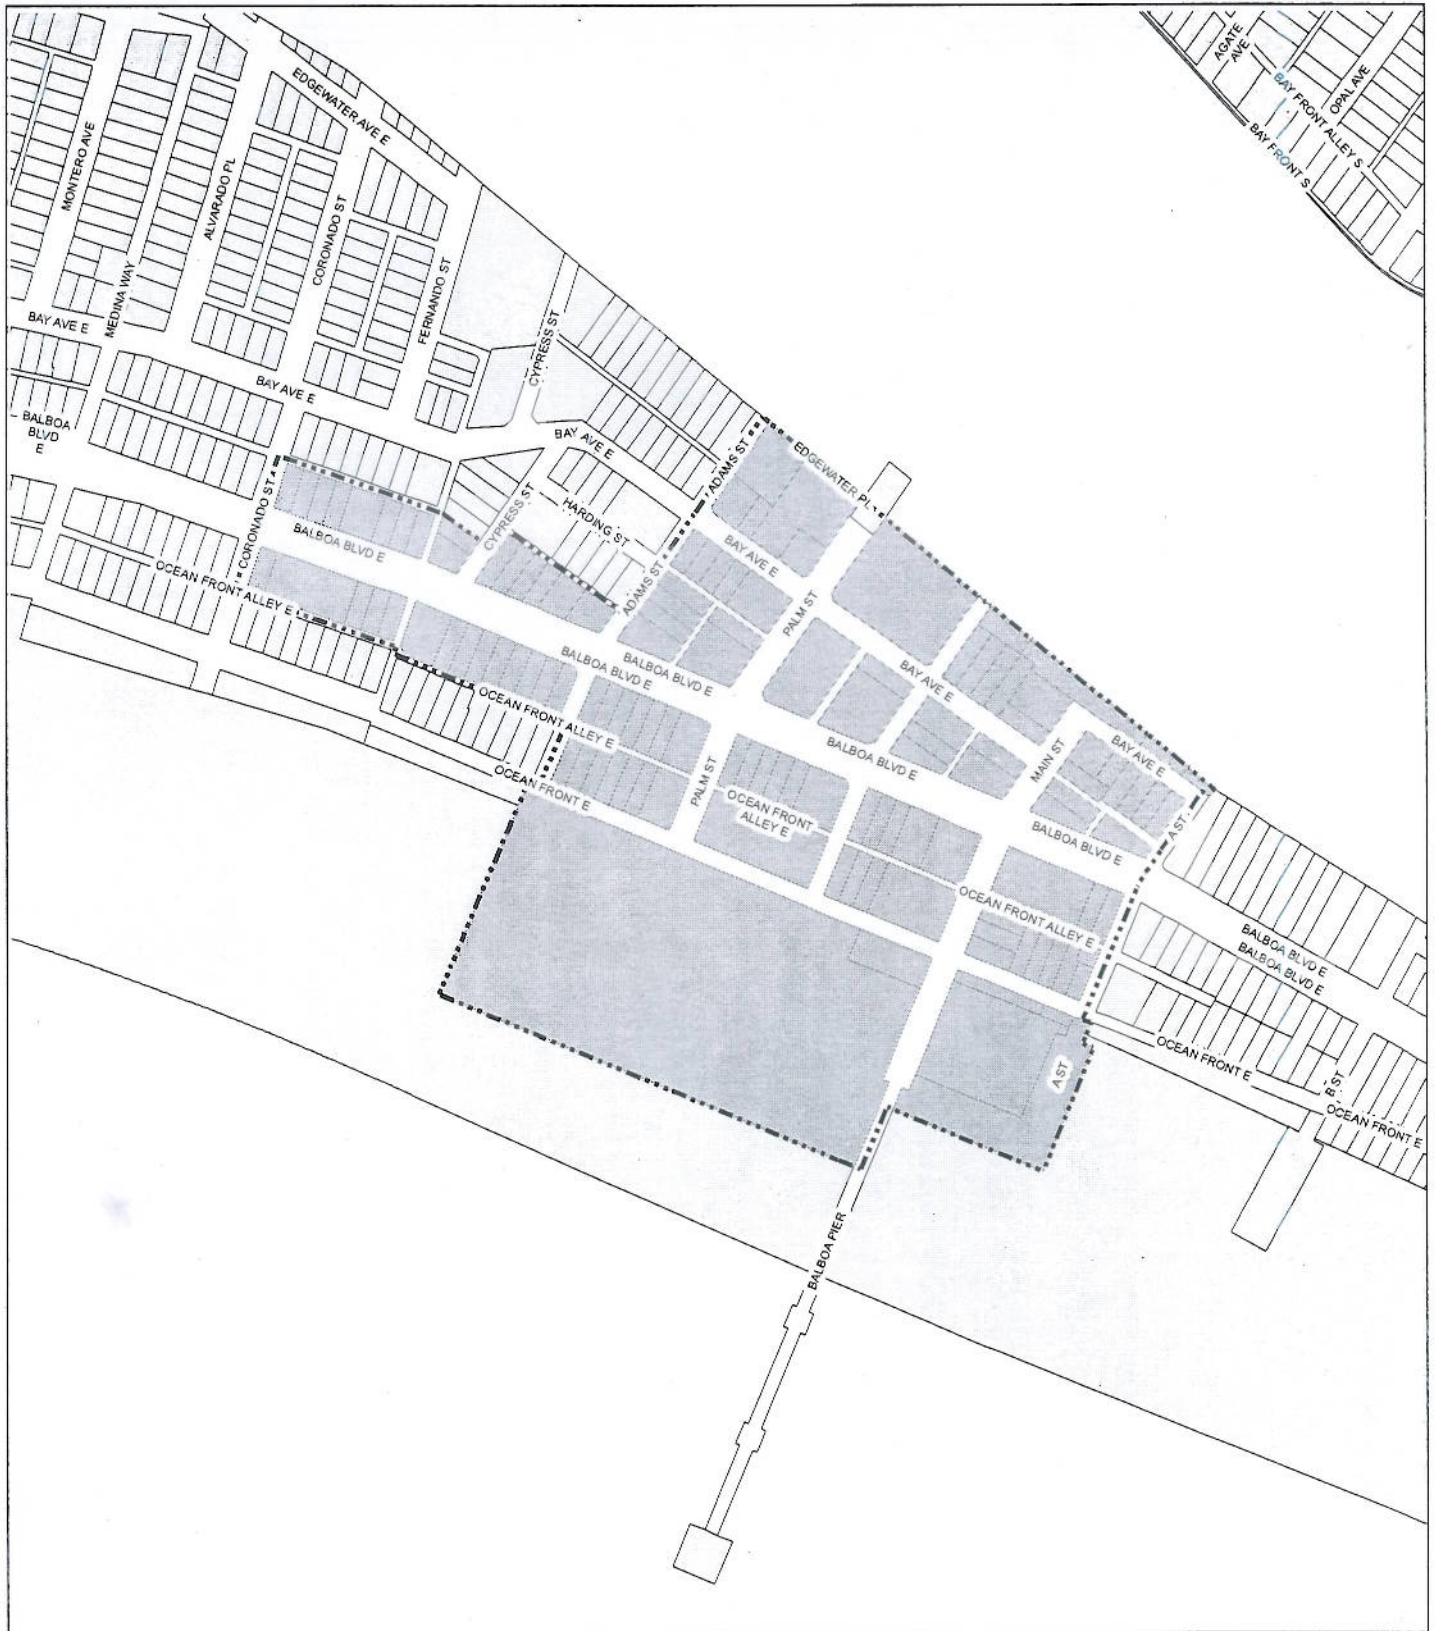 AGATE
AVE
BAY FRONT ALLEY S
OPAL AVE
BAY FRONT S
EDGEWATER AVE E
MONTERO AVE
ALVARADO PL
CORONADO ST
FERNANDO ST
MEDINA WAY
BAY AVE E
CYPRESS ST
BAY AVE E
BALBOA
BLVD
E
BAY AVE E
ADAMS ST
EDGEWATER PL
CORONADO ST
BALBOA BLVD E
CYPRESS ST
HARDING ST
BAY AVE E
OCEAN FRONT ALLEY E
ADAMS ST
PALM ST
BALBOA BLVD E
BALBOA BLVD E
BAY AVE E
OCEAN FRONT ALLEY E
BALBOA BLVD E
MAIN ST
BAY AVE E
OCEAN FRONT E
PALM ST
OCEAN FRONT
ALLEY E
BALBOA BLVD E
A ST
OCEAN FRONT ALLEY E
BALBOA BLVD E
BALBOA BLVD E
OCEAN FRONT E
A ST
B ST
OCEAN FRONT E
BALBOA PIER